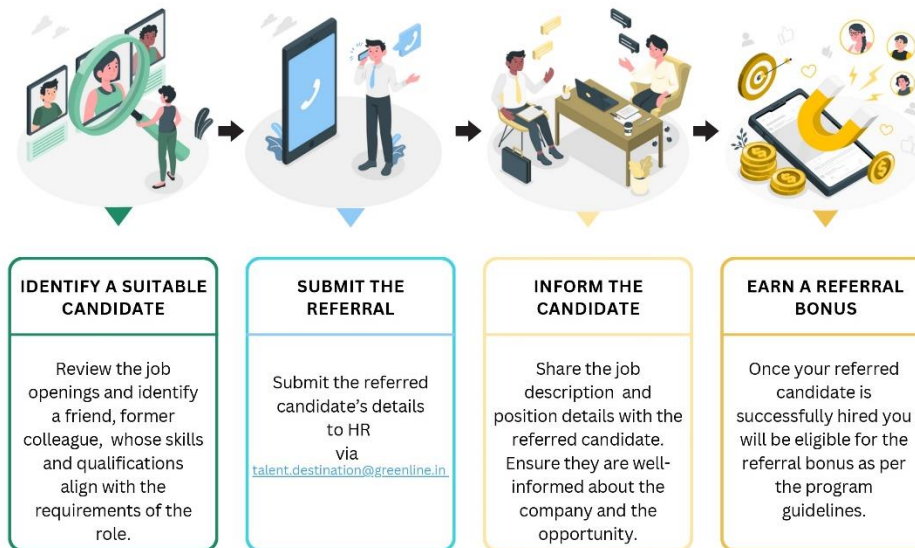 IDENTIFY A SUITABLE
CANDIDATE
Review the job
openings and identify
a friend, former
colleague, whose skills
and qualifications
align with the
requirements of the
role.
SUBMIT THE
REFERRAL
Submit the referred
candidate's details
to HR
via
talent.destination@greenline.in
INFORM THE
CANDIDATE
Share the job
description and
position details with the
referred candidate.
Ensure they are well-
informed about the
company and the
opportunity.
EARN A REFERRAL
BONUS
Once your referred
candidate is
successfully hired you
will be eligible for the
referral bonus as per
the program
guidelines.